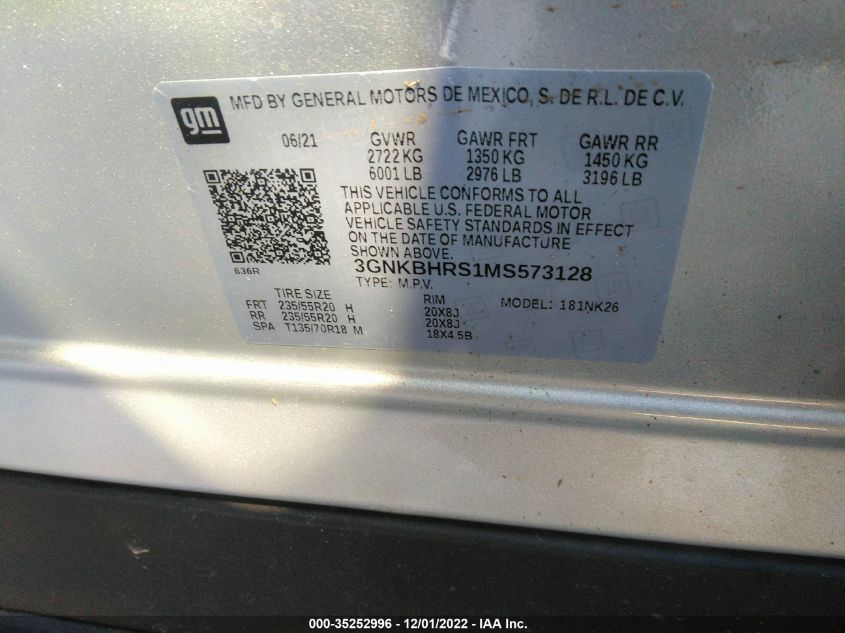 gm
MFD BY GENERAL MOTORS DE MEXICO, S. DE R.L. DE C.V.
06/21 GVWR GAWR FRT GAWR RR
2722 KG 1350 KG 1450 KG
6001 LB 2976 LB 3196 LB
THIS VEHICLE CONFORMS TO ALL
APPLICABLE U.S. FEDERAL MOTOR
VEHICLE SAFETY STANDARDS IN EFFECT
ON THE DATE OF MANUFACTURE
SHOWN ABOVE.
636R
3GNKBHRS1MS573128
TYPE: M.P.V.
TIRE SIZE RIM MODEL: 181NK26
FRT 235/55R20 H 20X8J
RR 235/55R20 H 20X8J
SPA T135/70R18 M 18X4.5B
000-35252996 - 12/01/2022 - IAA Inc.